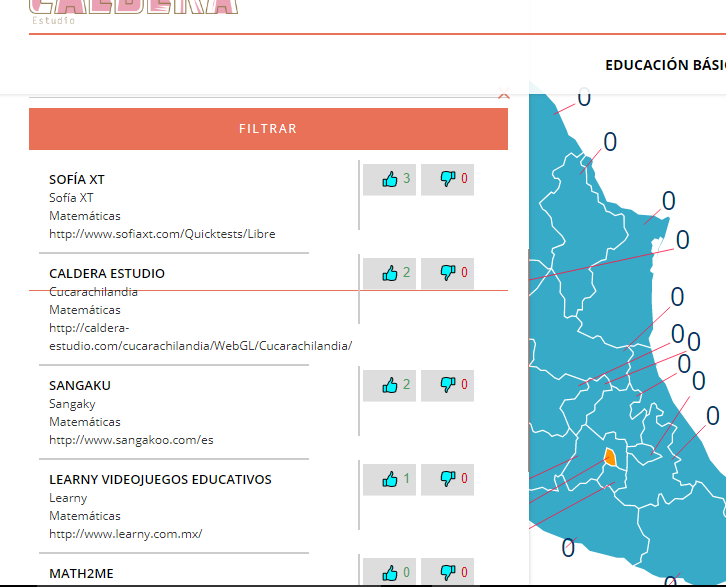 CALDERA
Estudio
EDUCACIÓN BÁSI
FILTRAR
SOFÍA XT
Sofía XT
Matemáticas
http://www.sofiaxt.com/Quicktests/Libre
3
0
CALDERA ESTUDIO
Cucarachilandia
Matemáticas
http://caldera-
estudio.com/cucarachilandia/WebGL/Cucarachilandia/
2
0
SANGAKU
Sangaky
Matemáticas
http://www.sangakoo.com/es
2
0
LEARNY VIDEOJUEGOS EDUCATIVOS
Learny
Matemáticas
http://www.learny.com.mx/
1
0
MATH2ME
0
0
0
0
0
0
0
0
0
0
0
0
0
0